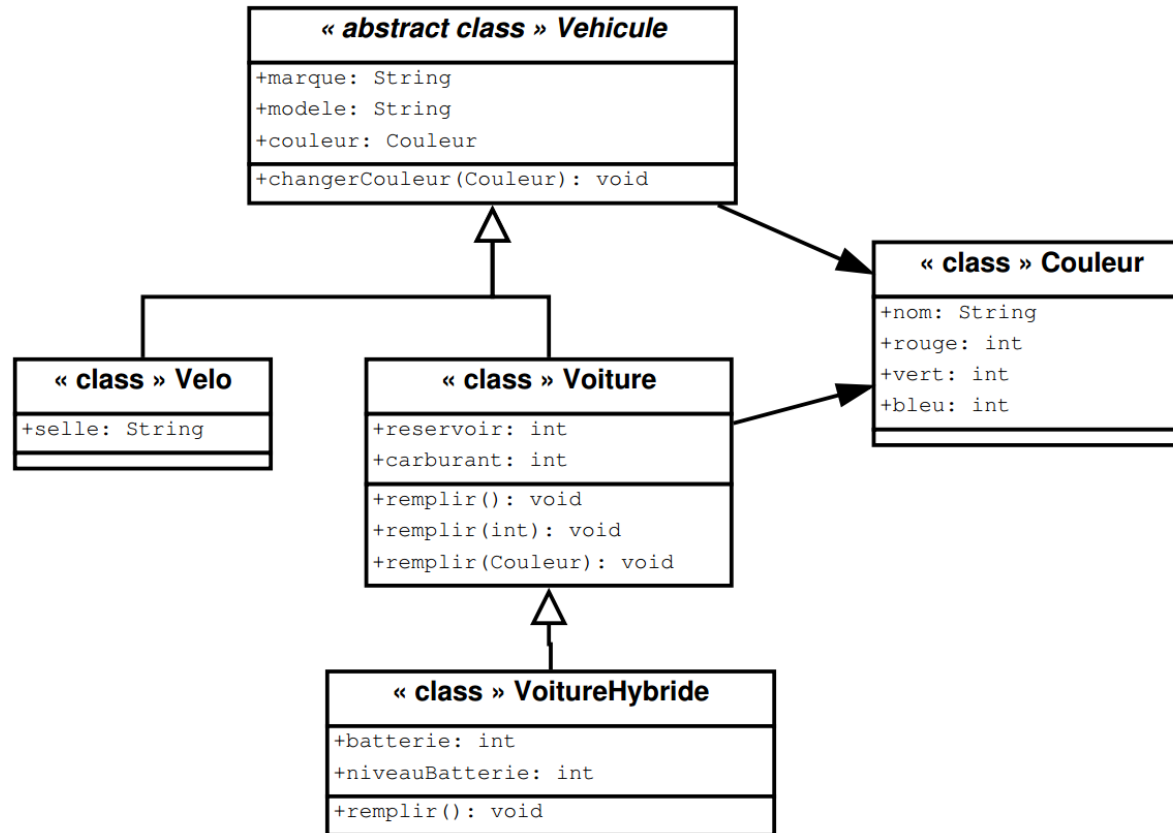 « abstract class » Vehicule
+marque: String
+modele: String
+couleur: Couleur
+changerCouleur(Couleur): void
« class » Couleur
+nom: String
+rouge: int
+vert: int
+bleu: int
« class » Velo
+selle: String
« class » Voiture
+reservoir: int
+carburant: int
+remplir(): void
+remplir(int): void
+remplir(Couleur): void
« class » VoitureHybride
+batterie: int
+niveauBatterie: int
+remplir(): void